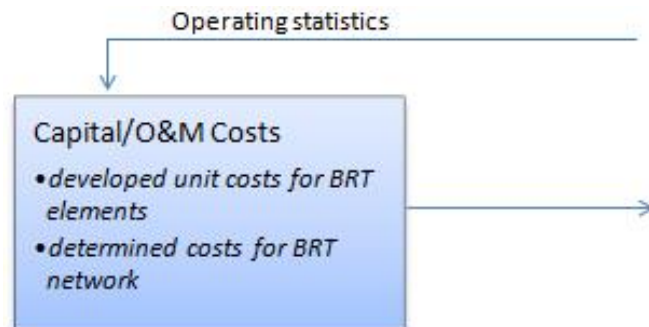 Operating statistics
Capital/O&M Costs
•developed unit costs for BRT
elements
•determined costs for BRT
network